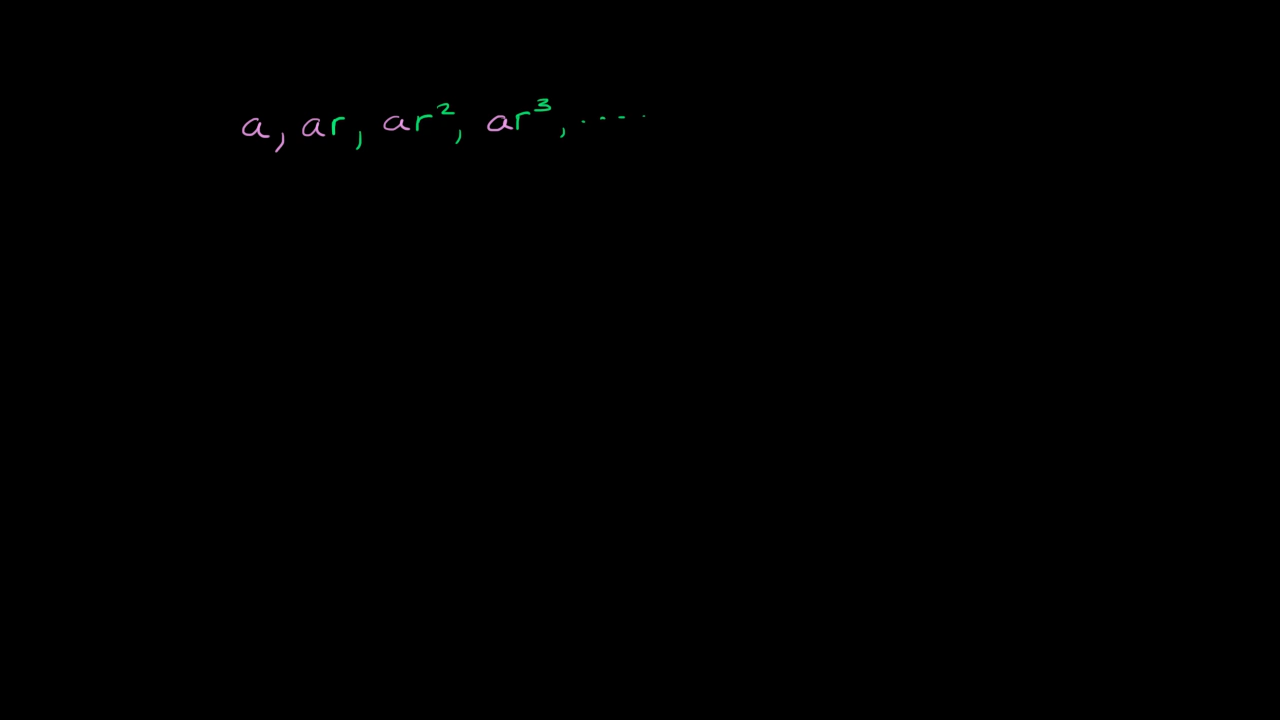 a, ar, ar², ar³, ....